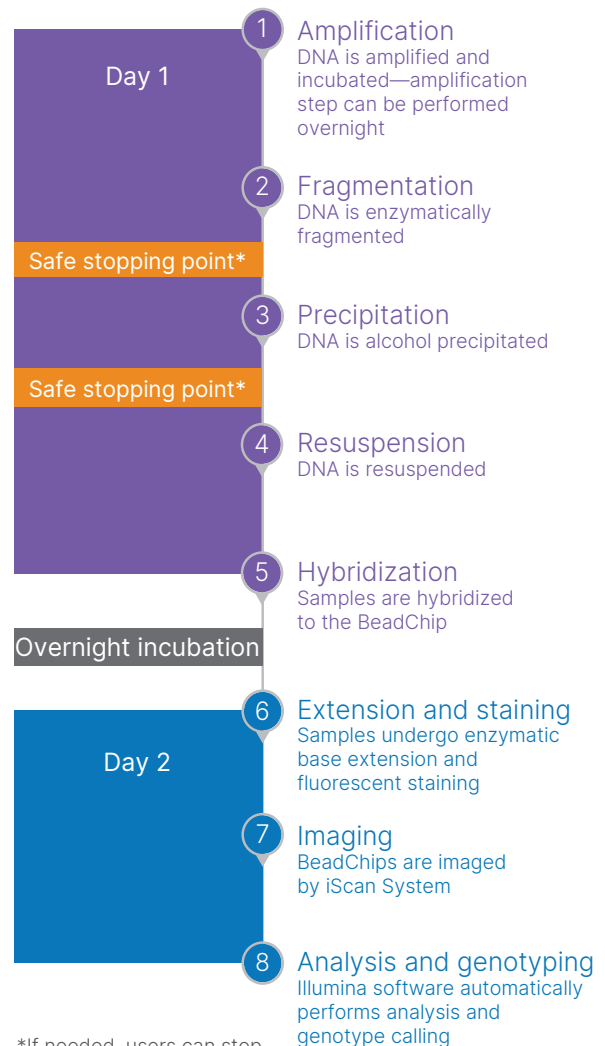 1
Amplification
DNA is amplified and
incubated—amplification
step can be performed
overnight
Day 1
2
Fragmentation
DNA is enzymatically
fragmented
Safe stopping point*
3
Precipitation
DNA is alcohol precipitated
Safe stopping point*
4
Resuspension
DNA is resuspended
5
Hybridization
Samples are hybridized
to the BeadChip
Overnight incubation
6
Extension and staining
Samples undergo enzymatic
base extension and
fluorescent staining
Day 2
7
Imaging
BeadChips are imaged
by iScan System
8
Analysis and genotyping
Illumina software automatically
performs analysis and
genotype calling
*If needed, users can stop